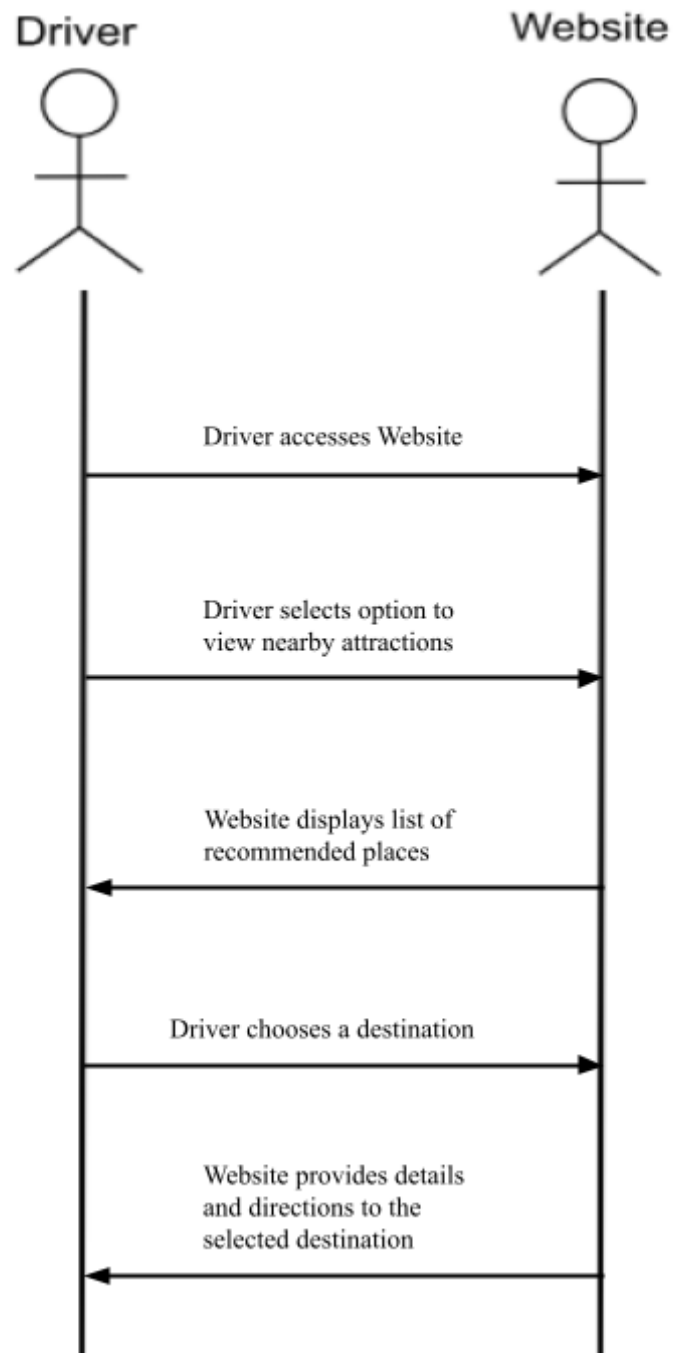 Driver
Website
Driver accesses Website
Driver selects option to
view nearby attractions
Website displays list of
recommended places
Driver chooses a destination
Website provides details
and directions to the
selected destination